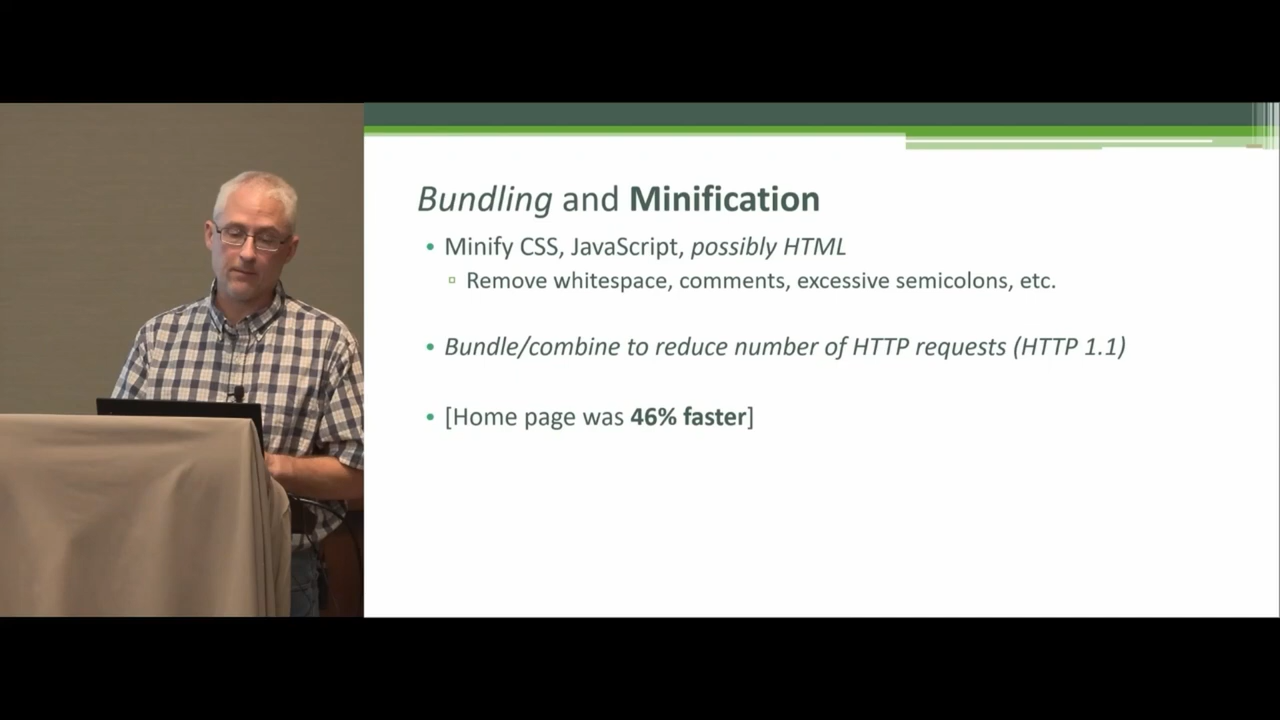 Bundling and Minification
• Minify CSS, JavaScript, possibly HTML
▫ Remove whitespace, comments, excessive semicolons, etc.
• Bundle/combine to reduce number of HTTP requests (HTTP 1.1)
• [Home page was 46% faster]